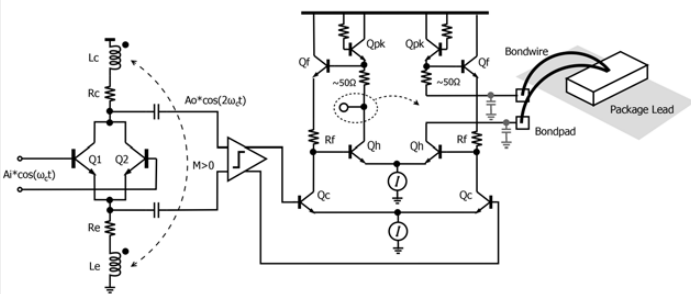 Lc
Rc
Ao*cos(2ωct)
Q1
Q2
Ai*cos(ωct)
M>0
Re
Le
Qf
Qpk
Qpk
Qf
~50Ω
~50Ω
Rf
Qh
Qh
Rf
I
Qc
Qc
I
Bondwire
Package Lead
Bondpad